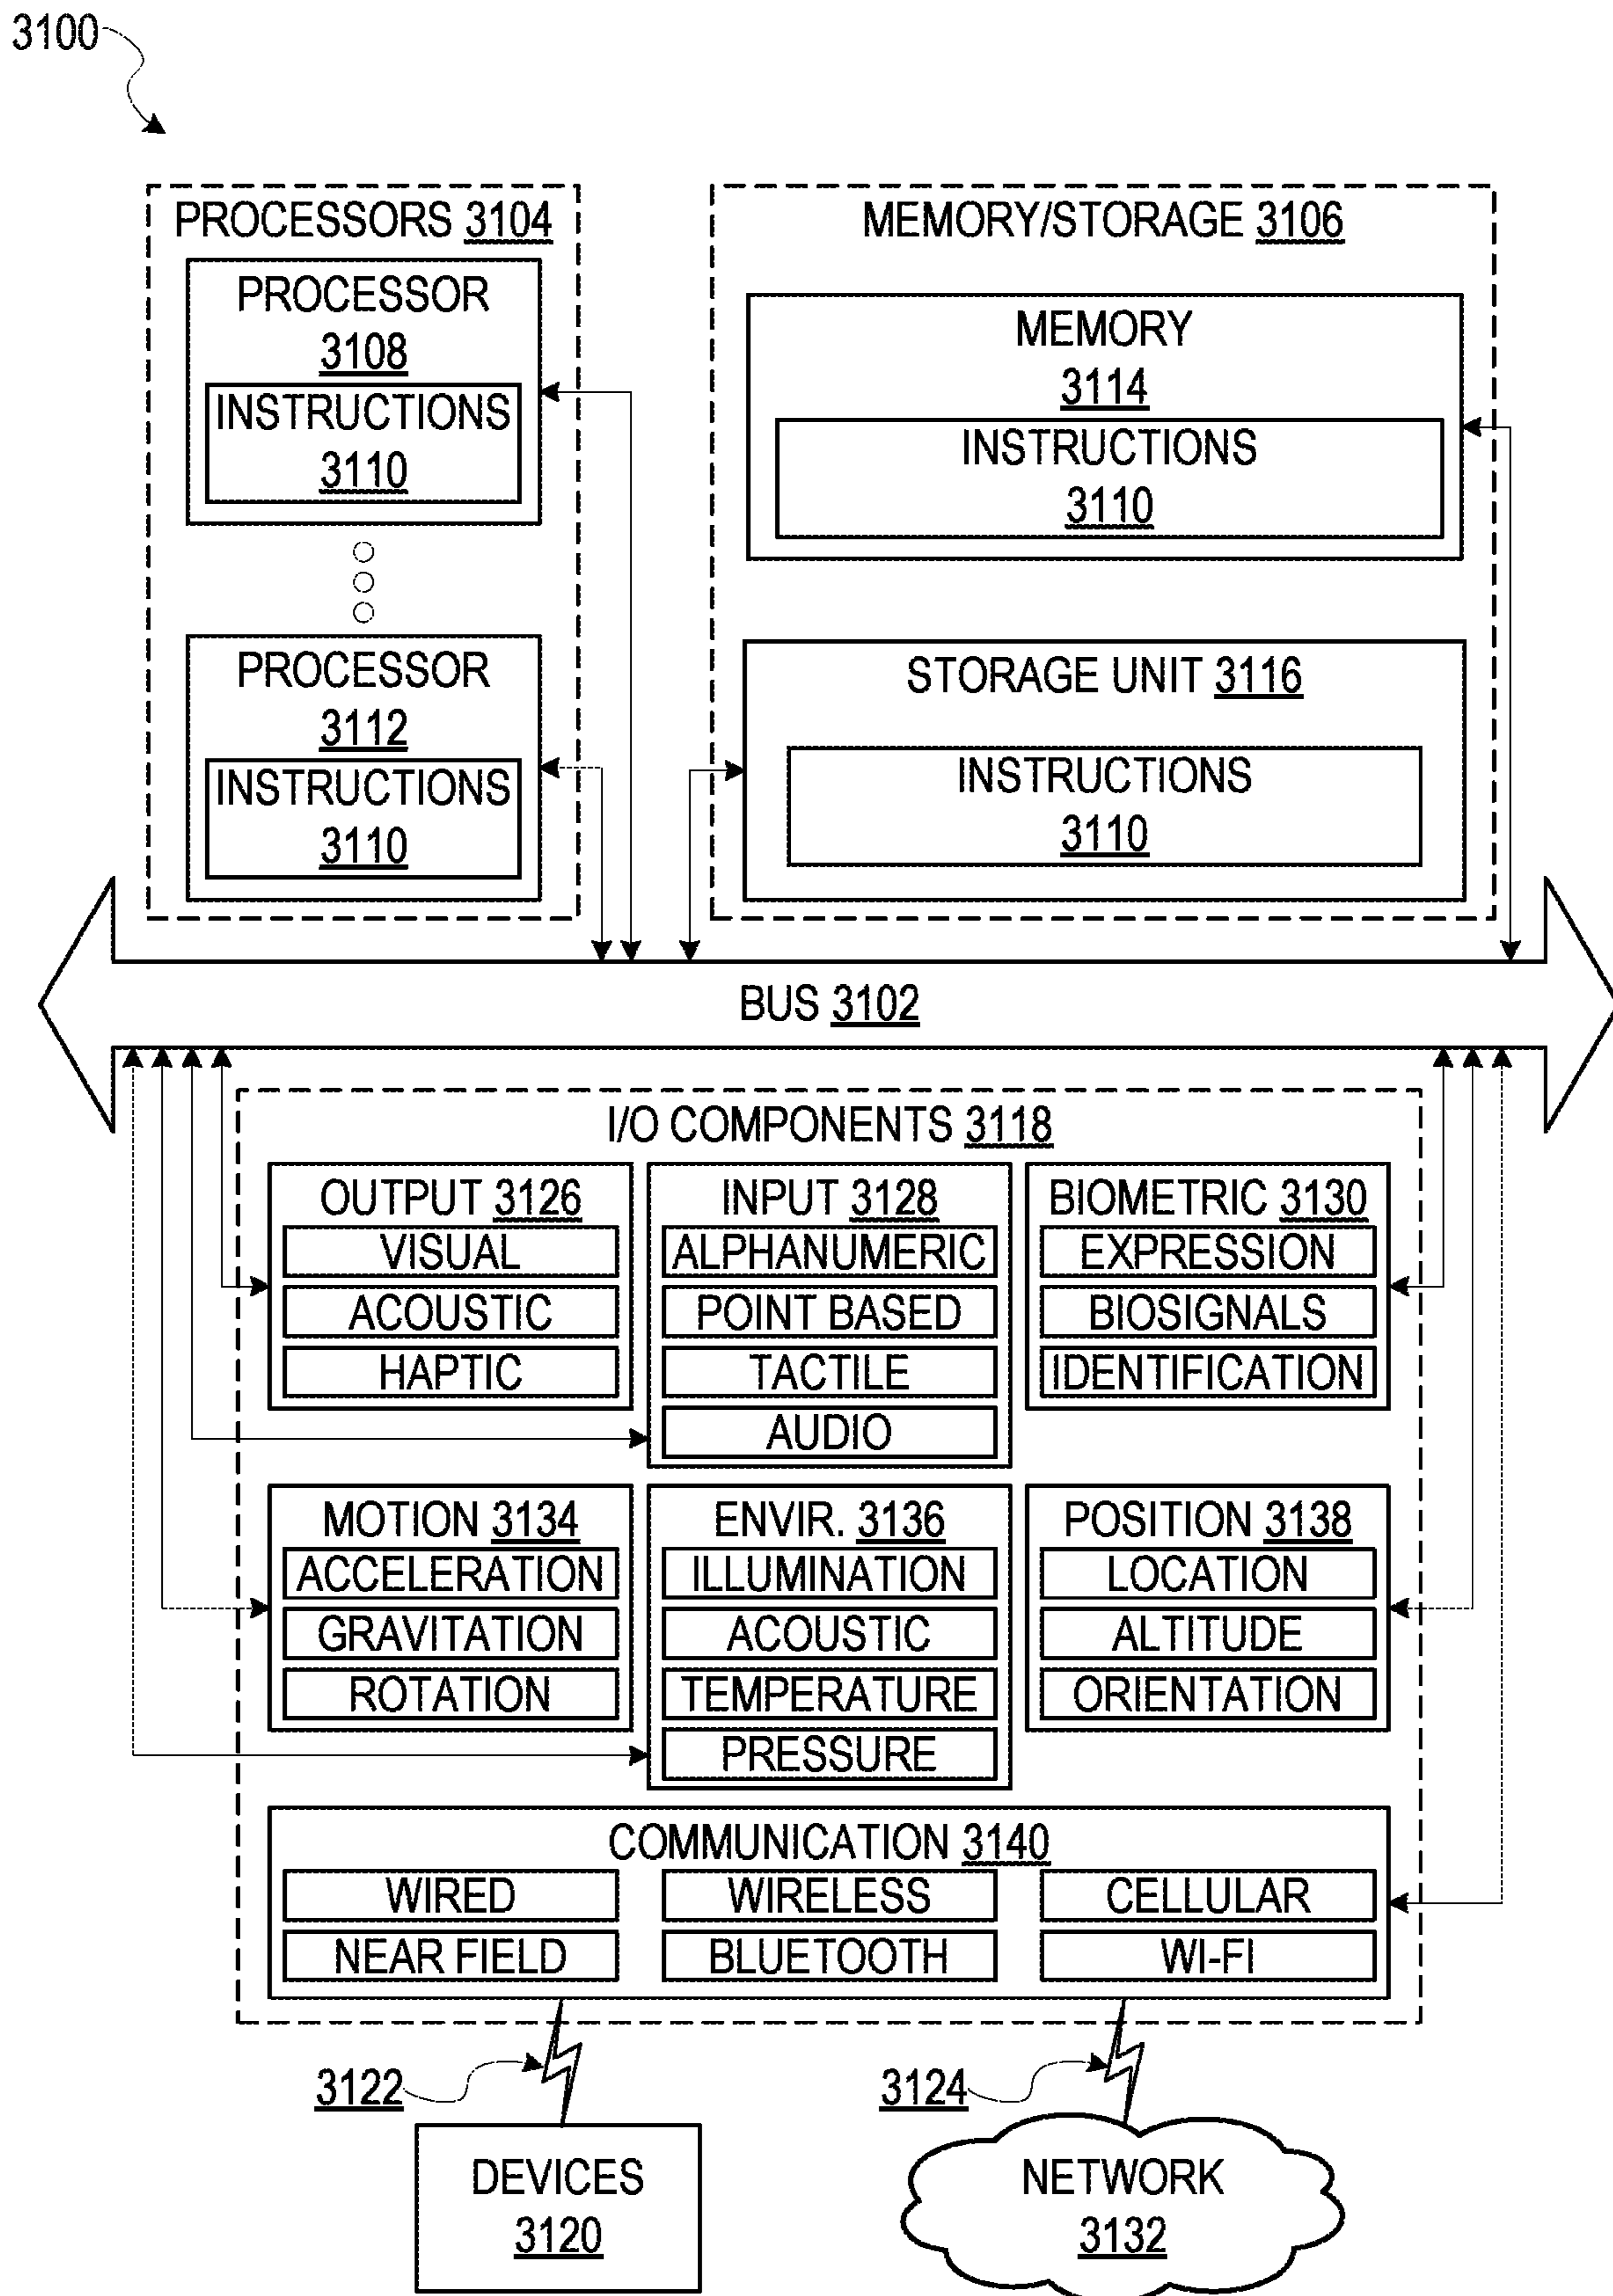 3100
PROCESSORS 3104
PROCESSOR
3108
INSTRUCTIONS
3110
PROCESSOR
3112
INSTRUCTIONS
3110
MEMORY/STORAGE 3106
MEMORY
3114
INSTRUCTIONS
3110
STORAGE UNIT 3116
INSTRUCTIONS
3110
BUS 3102
I/O COMPONENTS 3118
OUTPUT 3126
VISUAL
ACOUSTIC
HAPTIC
INPUT 3128
ALPHANUMERIC
POINT BASED
TACTILE
AUDIO
BIOMETRIC 3130
EXPRESSION
BIOSIGNALS
IDENTIFICATION
MOTION 3134
ACCELERATION
GRAVITATION
ROTATION
ENVIR. 3136
ILLUMINATION
ACOUSTIC
TEMPERATURE
PRESSURE
POSITION 3138
LOCATION
ALTITUDE
ORIENTATION
COMMUNICATION 3140
WIRED
WIRELESS
CELLULAR
NEAR FIELD
BLUETOOTH
WI-FI
3122
3124
DEVICES
3120
NETWORK
3132